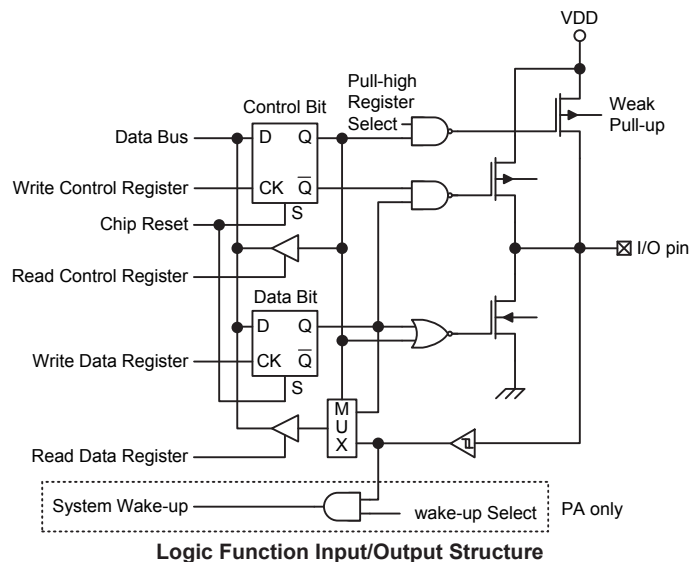 VDD
Pull-high
Register
Select
Weak
Pull-up
Control Bit
Data Bus
D
Q
Write Control Register
CK
Q̅
S
Chip Reset
I/O pin
Read Control Register
Data Bit
D
Q
Write Data Register
CK
Q̅
S
M
U
X
Read Data Register
System Wake-up
wake-up Select
PA only
Logic Function Input/Output Structure